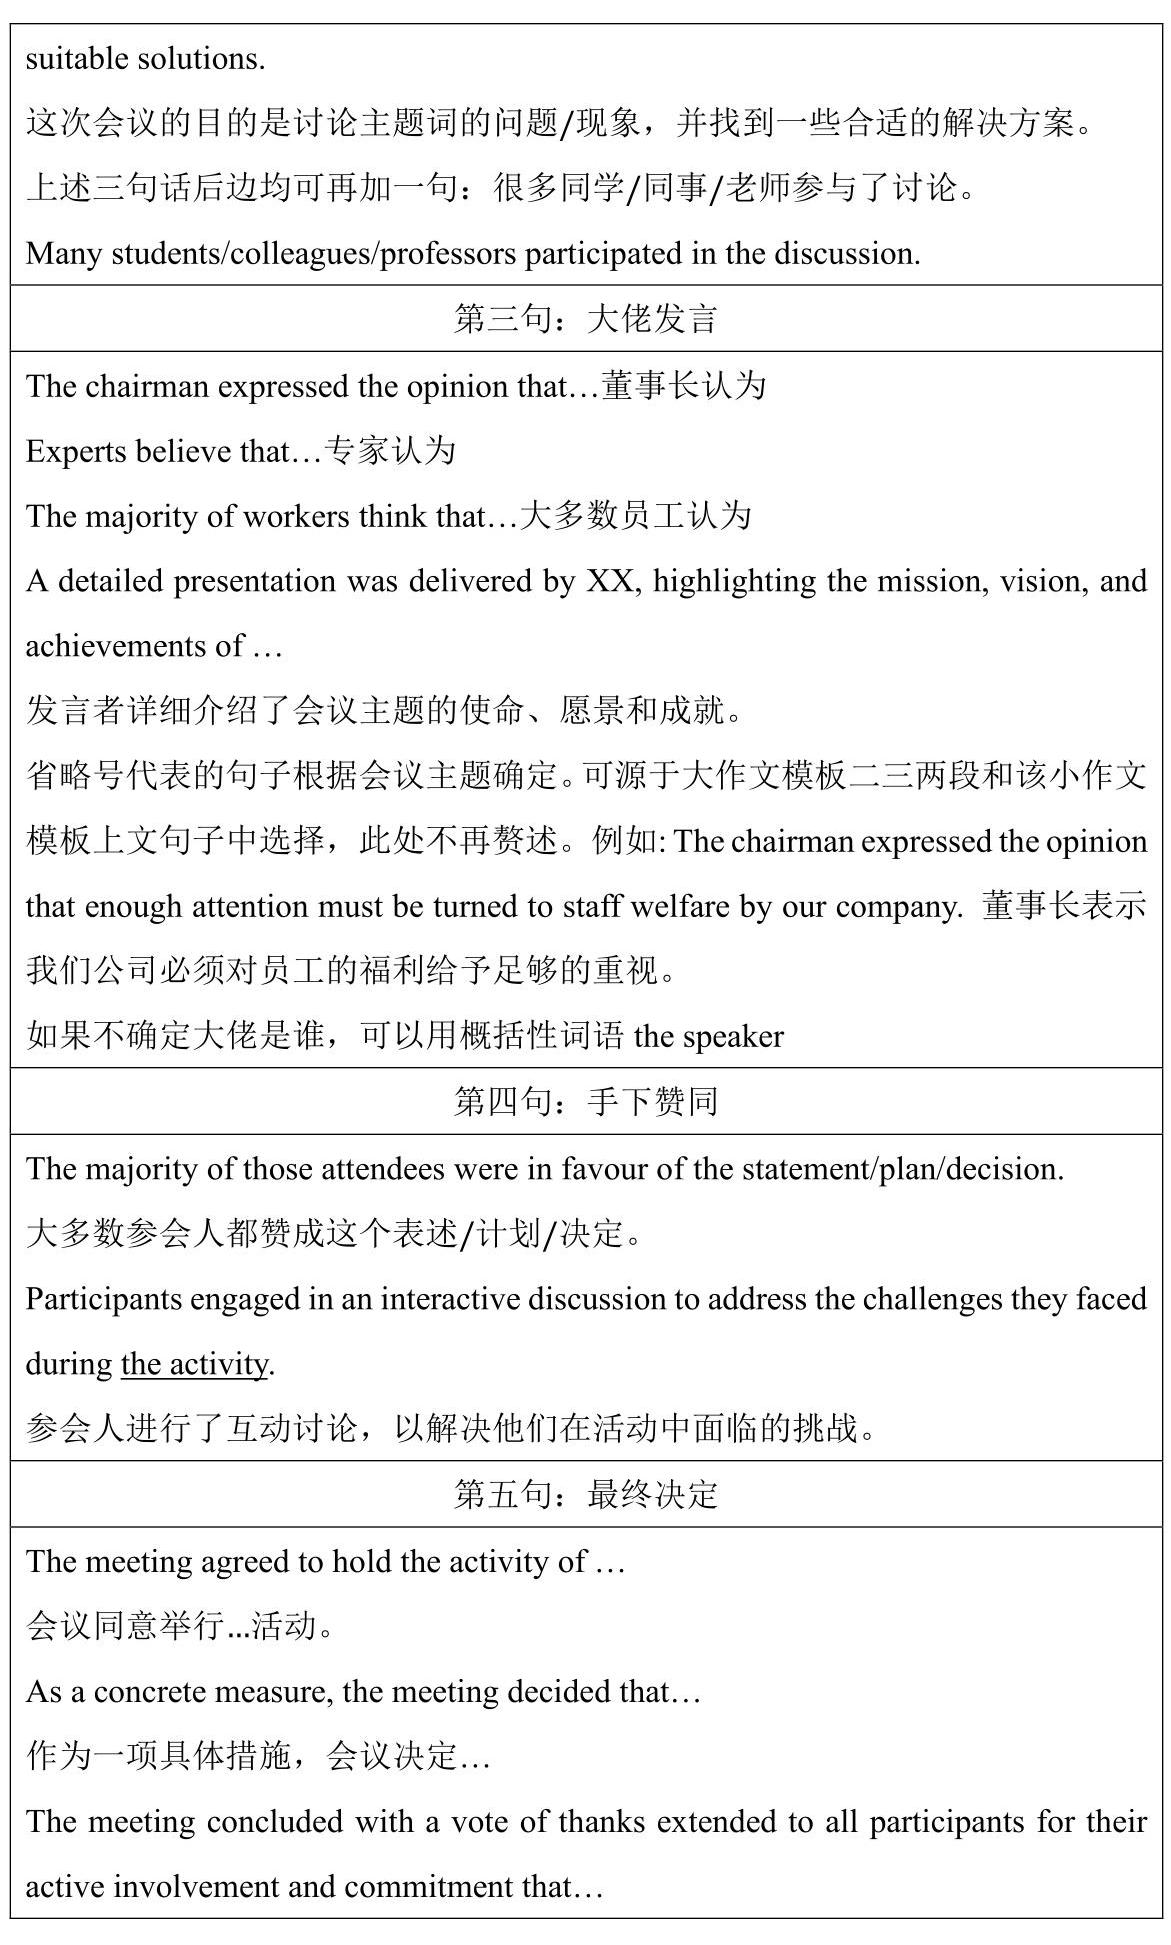 suitable solutions.
这次会议的目的是讨论主题词的问题/现象，并找到一些合适的解决方案。
上述三句话后边均可再加一句：很多同学/同事/老师参与了讨论。
Many students/colleagues/professors participated in the discussion.
第三句：大佬发言
The chairman expressed the opinion that…董事长认为
Experts believe that…专家认为
The majority of workers think that…大多数员工认为
A detailed presentation was delivered by XX, highlighting the mission, vision, and
achievements of …
发言者详细介绍了会议主题的使命、愿景和成就。
省略号代表的句子根据会议主题确定。可源于大作文模板二三两段和该小作文
模板上文句子中选择，此处不再赘述。例如: The chairman expressed the opinion
that enough attention must be turned to staff welfare by our company. 董事长表示
我们公司必须对员工的福利给予足够的重视。
如果不确定大佬是谁，可以用概括性词语 the speaker
第四句：手下赞同
The majority of those attendees were in favour of the statement/plan/decision.
大多数参会人都赞成这个表述/计划/决定。
Participants engaged in an interactive discussion to address the challenges they faced
during the activity.
参会人进行了互动讨论，以解决他们在活动中面临的挑战。
第五句：最终决定
The meeting agreed to hold the activity of …
会议同意举行…活动。
As a concrete measure, the meeting decided that…
作为一项具体措施，会议决定…
The meeting concluded with a vote of thanks extended to all participants for their
active involvement and commitment that…